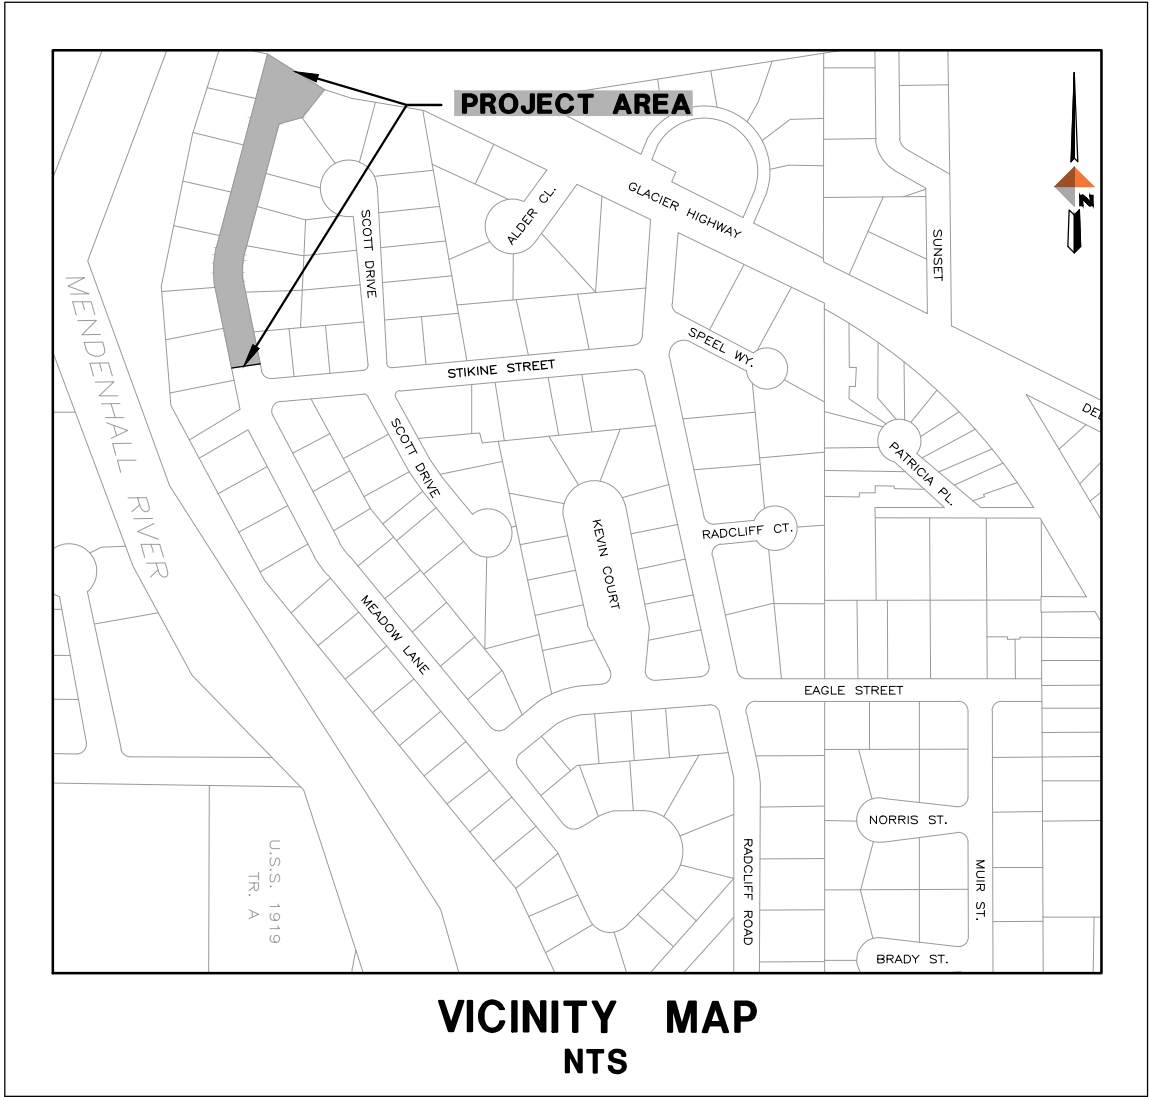 PROJECT AREA
GLACIER HIGHWAY
ALDER CL.
SCOTT DRIVE
SUNSET
N
MENDENHALL RIVER
SPEEL WY.
STIKINE STREET
DEL
SCOTT DRIVE
PATRICIA PL.
RADCLIFF CT.
KEVIN COURT
MEADOW LANE
EAGLE STREET
NORRIS ST.
RADCLIFF ROAD
MUIR ST.
U.S.S. 1919
TR. A
BRADY ST.
VICINITY MAP
NTS